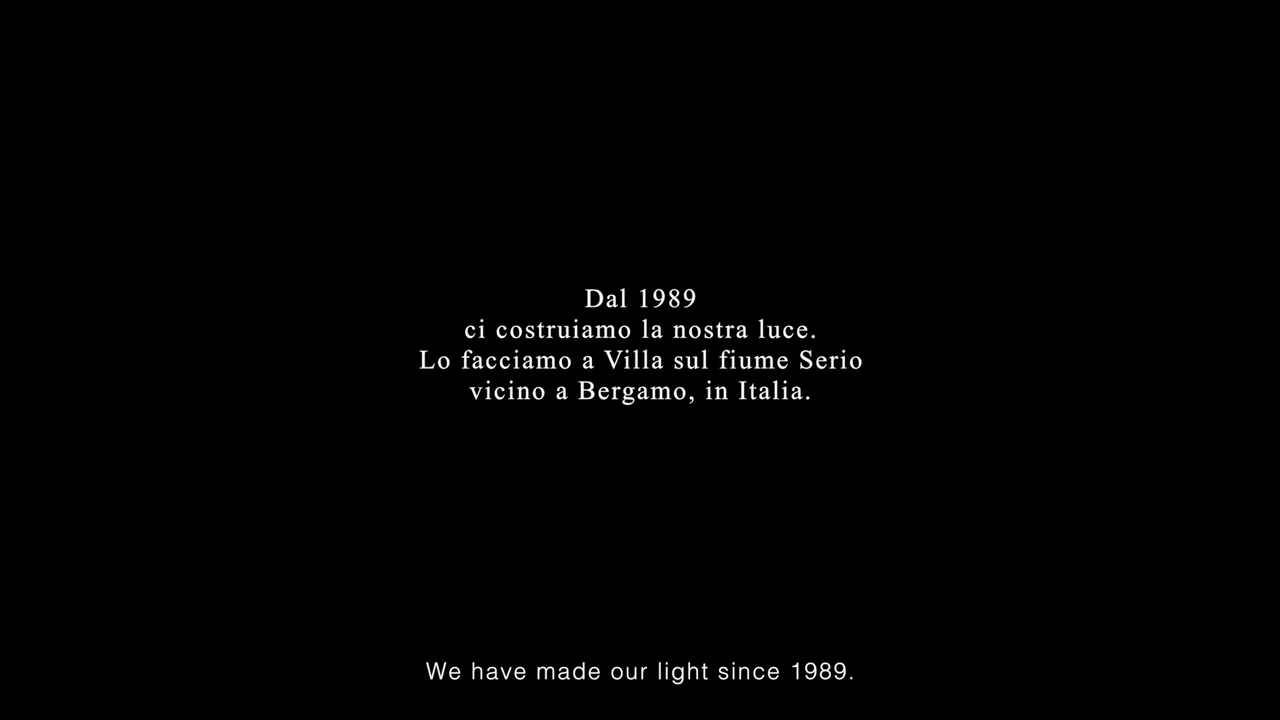 Dal 1989
ci costruiamo la nostra luce.
Lo facciamo a Villa sul fiume Serio
vicino a Bergamo, in Italia.
We have made our light since 1989.